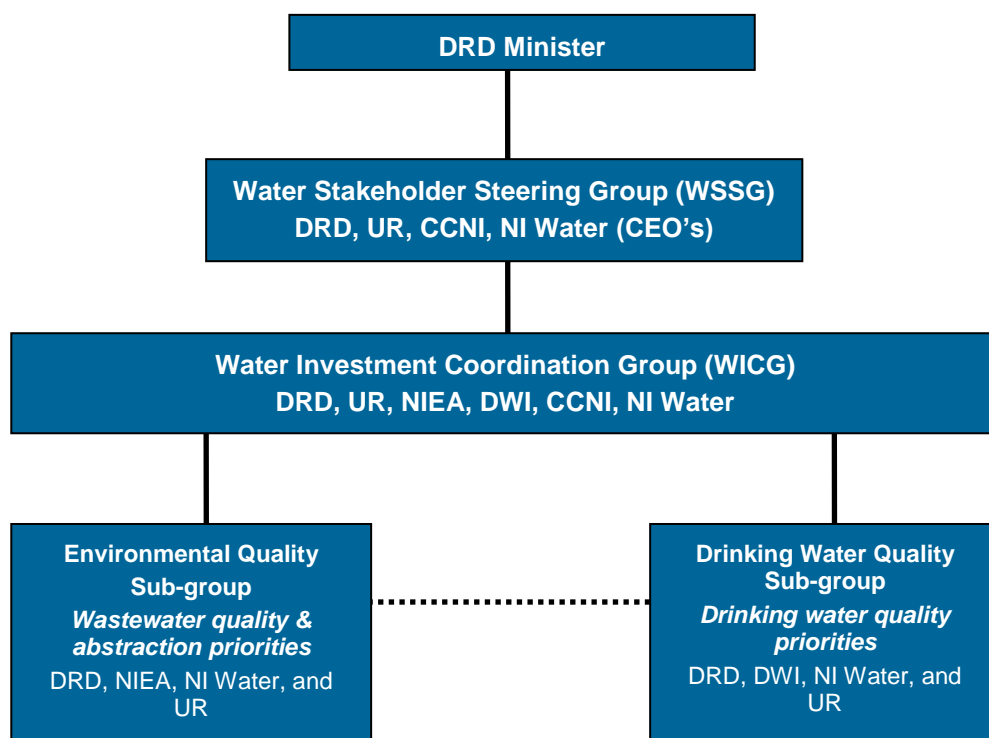 DRD Minister
Water Stakeholder Steering Group (WSSG)
DRD, UR, CCNI, NI Water (CEO's)
Water Investment Coordination Group (WICG)
DRD, UR, NIEA, DWI, CCNI, NI Water
Environmental Quality
Sub-group
Wastewater quality &
abstraction priorities
DRD, NIEA, NI Water, and
UR
Drinking Water Quality
Sub-group
Drinking water quality
priorities
DRD, DWI, NI Water, and
UR